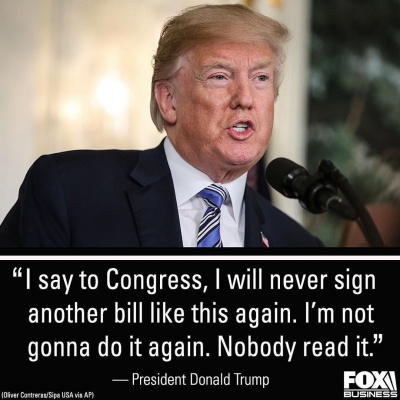 “I say to Congress, I will never sign
another bill like this again. I’m not
gonna do it again. Nobody read it.”
— President Donald Trump
(Oliver Contreras/Sipa USA via AP)
FOX
BUSINESS